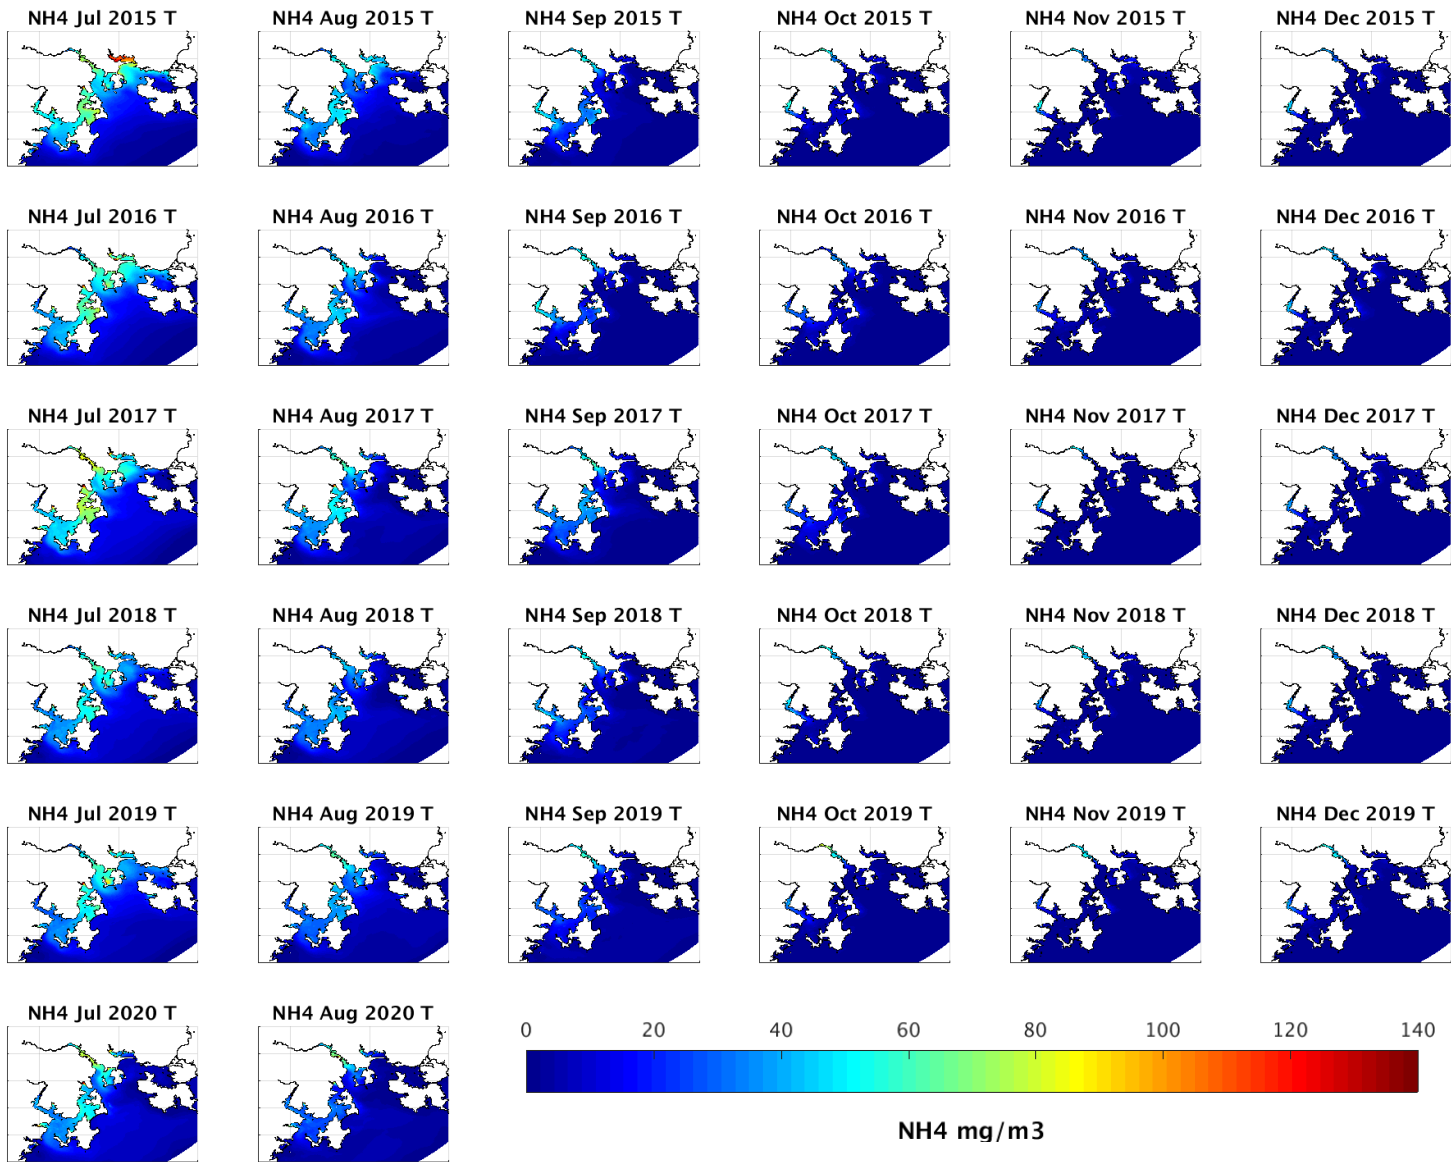 NH4 Jul 2015 T
NH4 Aug 2015 T
NH4 Sep 2015 T
NH4 Oct 2015 T
NH4 Nov 2015 T
NH4 Dec 2015 T
NH4 Jul 2016 T
NH4 Aug 2016 T
NH4 Sep 2016 T
NH4 Oct 2016 T
NH4 Nov 2016 T
NH4 Dec 2016 T
NH4 Jul 2017 T
NH4 Aug 2017 T
NH4 Sep 2017 T
NH4 Oct 2017 T
NH4 Nov 2017 T
NH4 Dec 2017 T
NH4 Jul 2018 T
NH4 Aug 2018 T
NH4 Sep 2018 T
NH4 Oct 2018 T
NH4 Nov 2018 T
NH4 Dec 2018 T
NH4 Jul 2019 T
NH4 Aug 2019 T
NH4 Sep 2019 T
NH4 Oct 2019 T
NH4 Nov 2019 T
NH4 Dec 2019 T
NH4 Jul 2020 T
NH4 Aug 2020 T
0 20 40 60 80 100 120 140
NH4 mg/m3